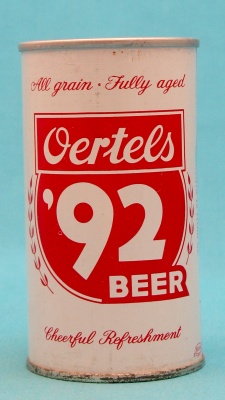 All grain · Fully aged
Oertels
'92
BEER
Cheerful Refreshment